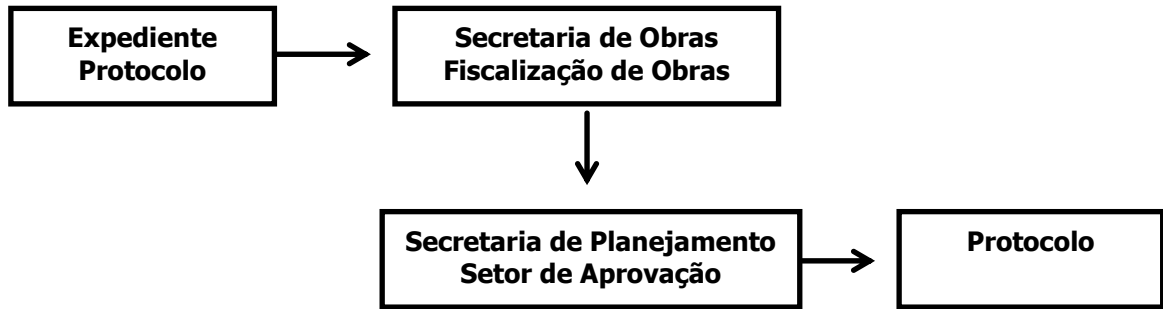 Expediente
Protocolo
Secretaria de Obras
Fiscalização de Obras
Secretaria de Planejamento
Setor de Aprovação
Protocolo